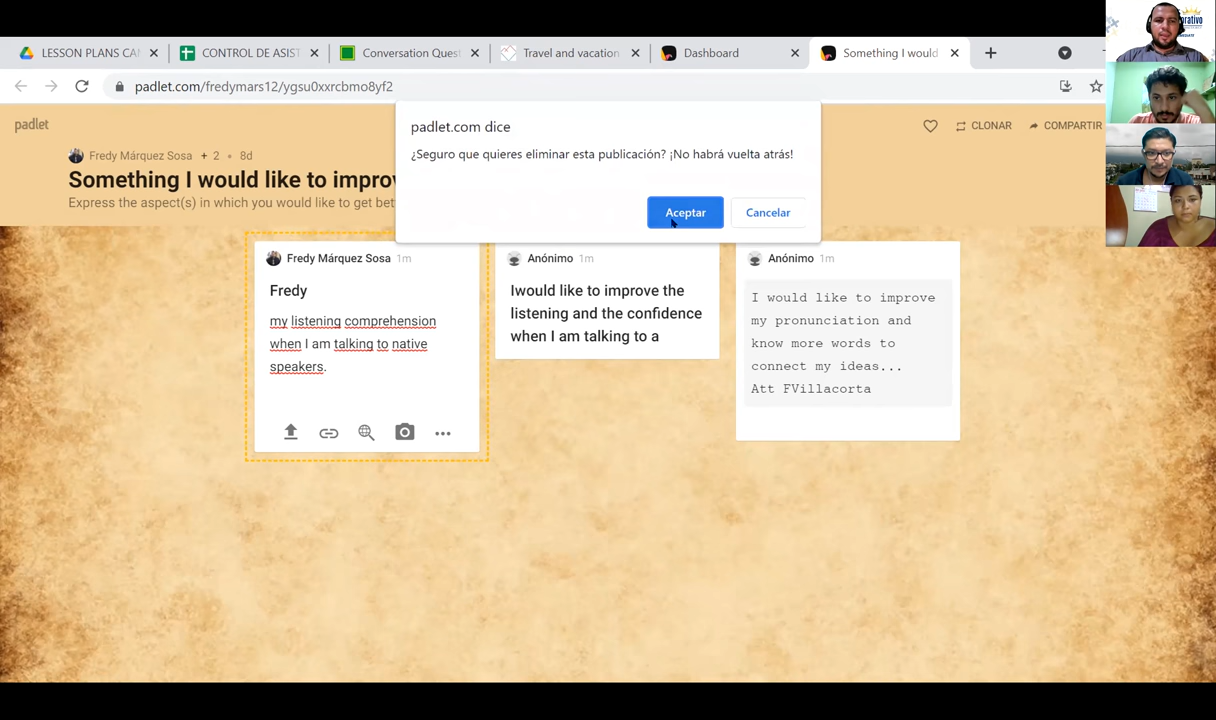 LESSON PLANS CA
CONTROL DE ASIS
Conversation Quest
Travel and vacation
Dashboard
Something I would
padlet.com/fredymars12/ygsu0xxrcbmo8yf2
padlet
CLONAR
COMPARTIR
padlet.com dice
¿Seguro que quieres eliminar esta publicación? ¡No habrá vuelta atrás!
Aceptar
Cancelar
Fredy Márquez Sosa + 2 • 8d
Something I would like to improv
Express the aspect(s) in which you would like to get bet
Fredy Márquez Sosa 1m
Fredy
my listening comprehension
when I am talking to native
speakers.
Anónimo 1m
Iwould like to improve the
listening and the confidence
when I am talking to a
Anónimo 1m
I would like to improve
my pronunciation and
know more words to
connect my ideas...
Att FVillacorta